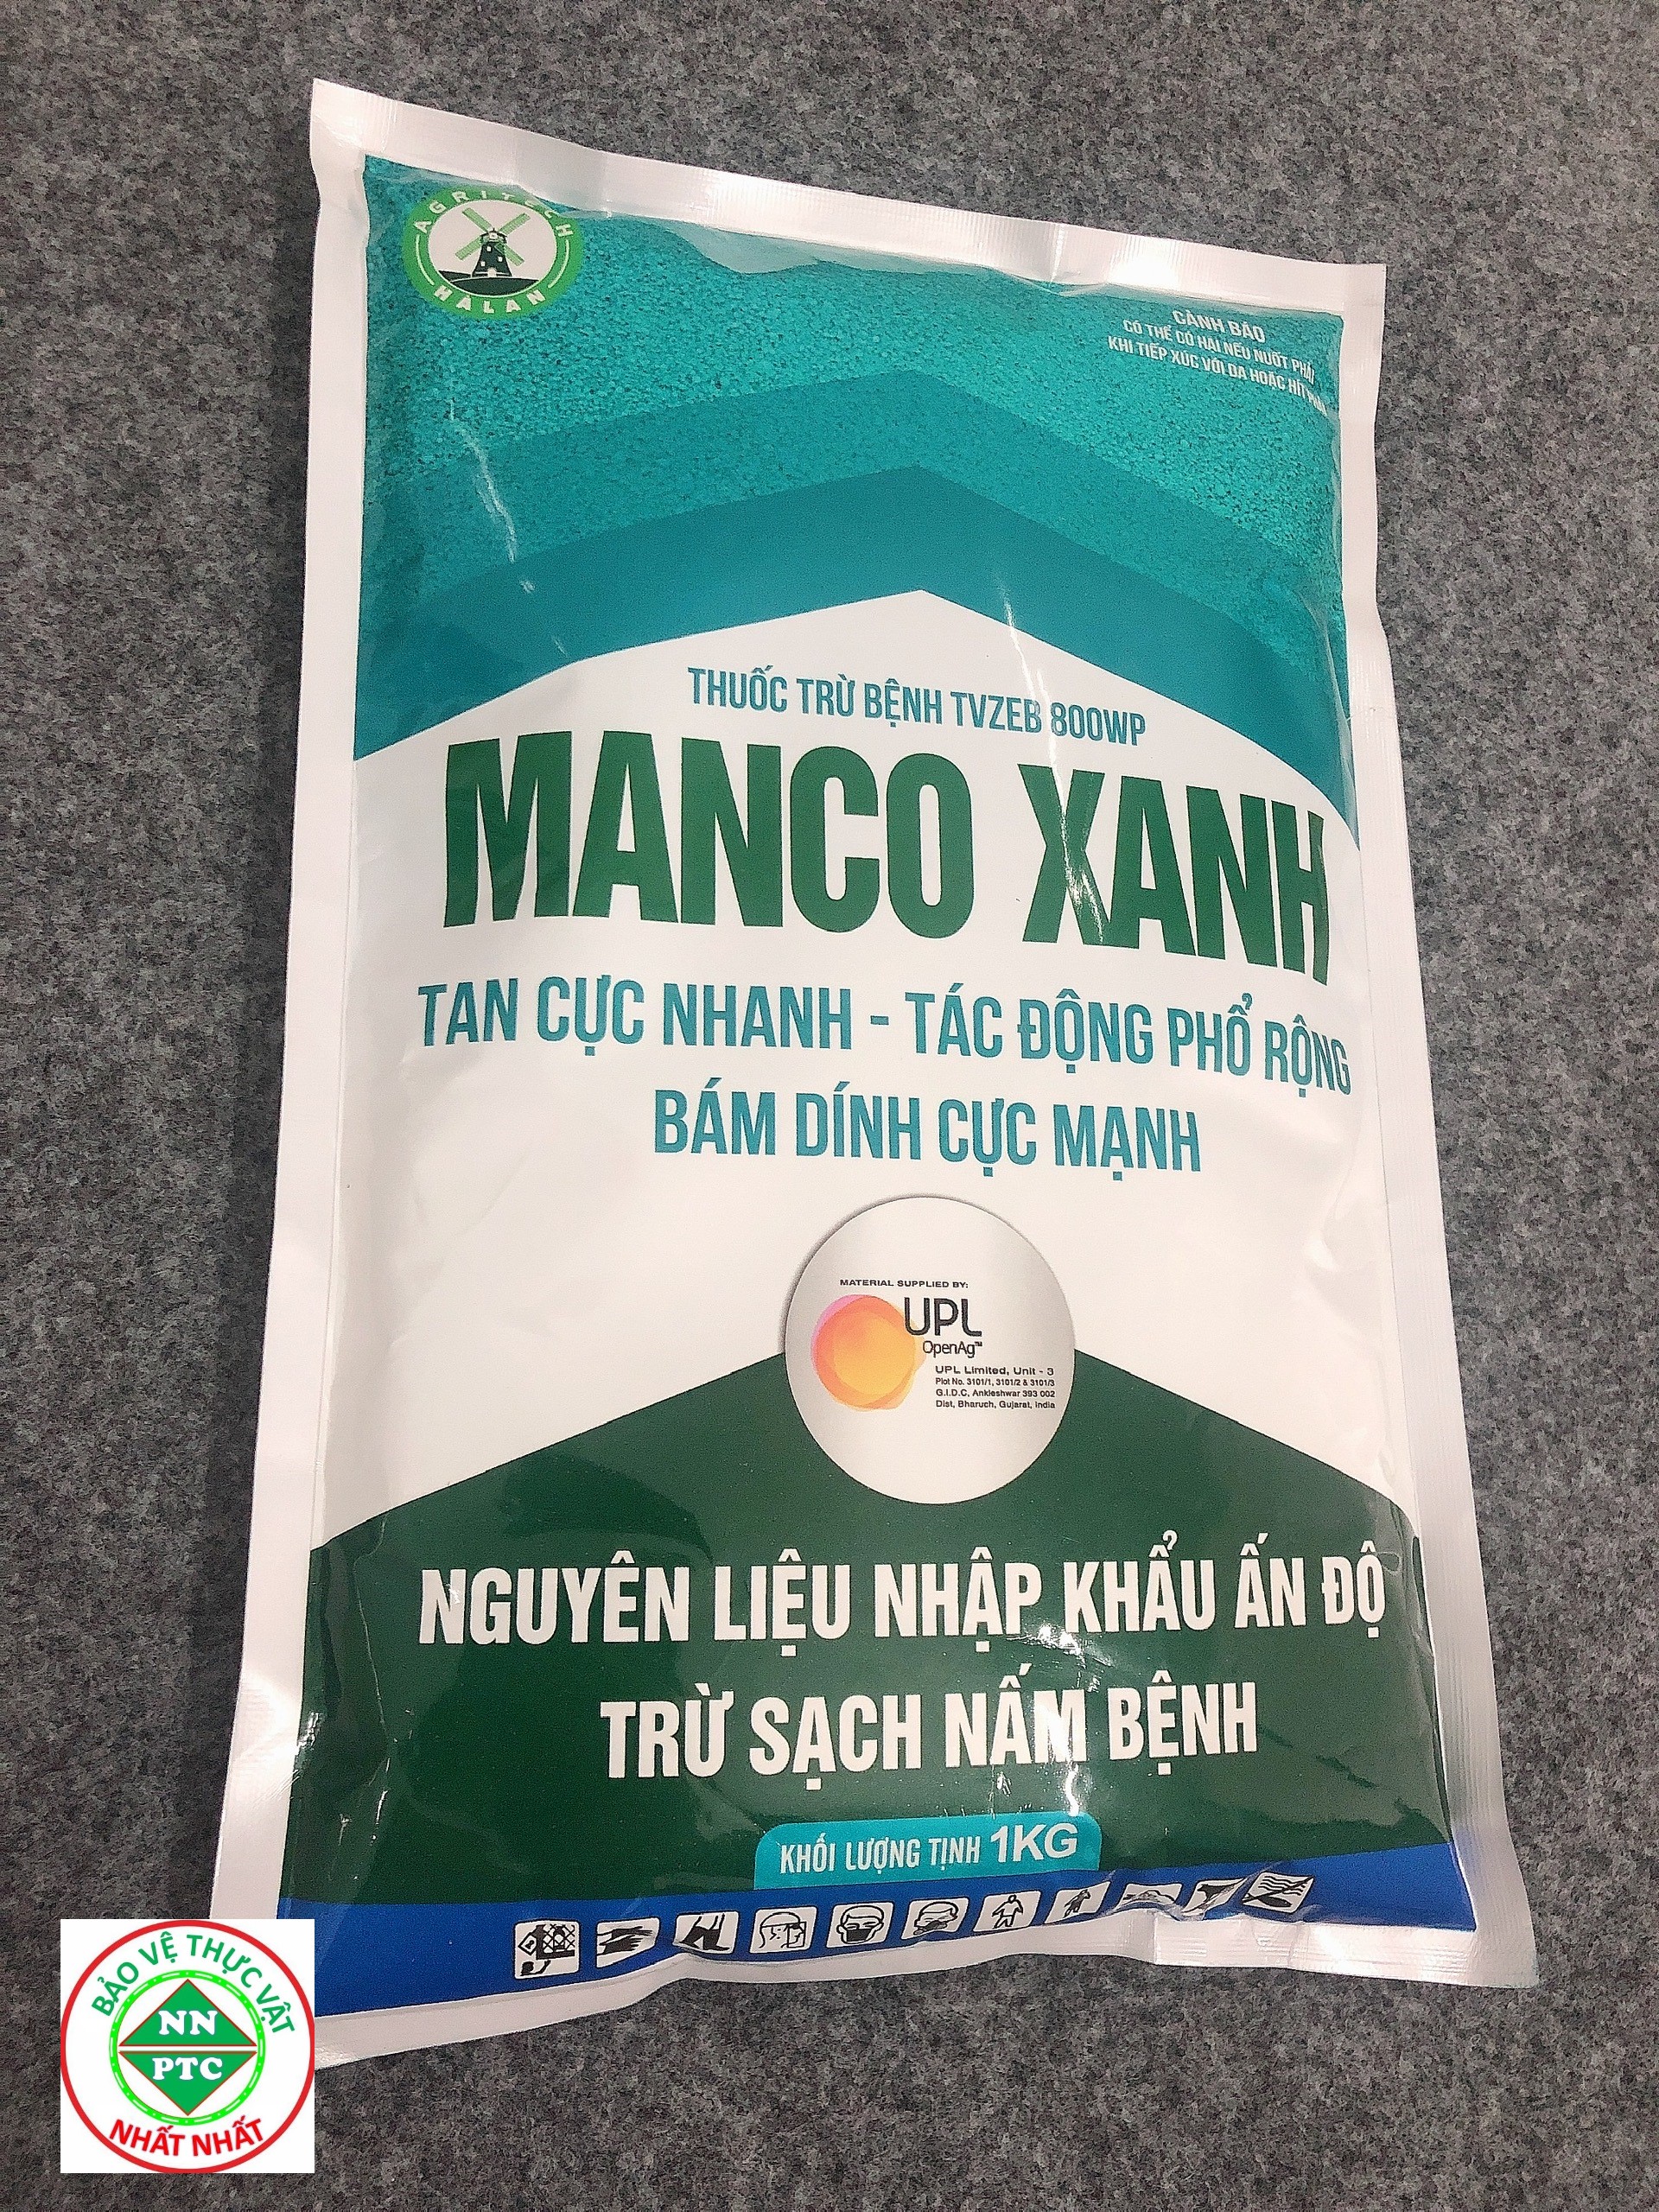 AGRITECH
HÀ LAN
CẢNH BÁO
CÓ THỂ CÓ HẠI NẾU NUỐT PHẢI
KHI TIẾP XÚC VỚI DA HOẶC HÍT PHẢI
THUỐC TRỪ BỆNH TVZEB 800WP
MANCO XANH
TAN CỰC NHANH - TÁC ĐỘNG PHỔ RỘNG
BÁM DÍNH CỰC MẠNH
MATERIAL SUPPLIED BY:
UPL
OpenAg™
UPL Limited, Unit - 3
Plot No. 3101/1, 3101/2 & 3101/3
G.I.D.C, Ankleshwar 393 002
Dist, Bharuch, Gujarat, India
NGUYÊN LIỆU NHẬP KHẨU ẤN ĐỘ
TRỪ SẠCH NẤM BỆNH
KHỐI LƯỢNG TỊNH 1KG
BẢO VỆ THỰC VẬT
NN
PTC
NHẤT NHẤT